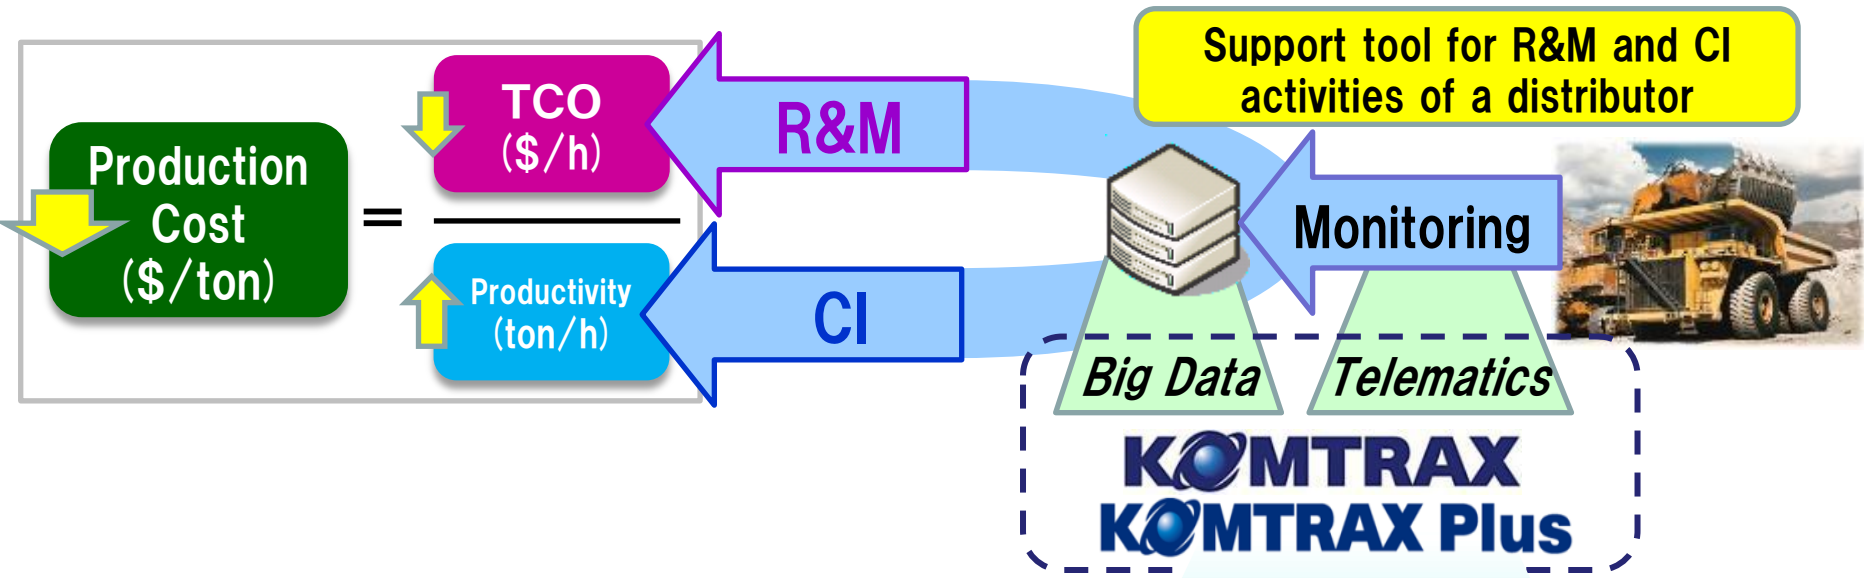 Support tool for R&M and CI
activities of a distributor
Production
Cost
($/ton)
=
TCO
($/h)
Productivity
(ton/h)
R&M
CI
Monitoring
Big Data
Telematics
KOMTRAX
KOMTRAX Plus